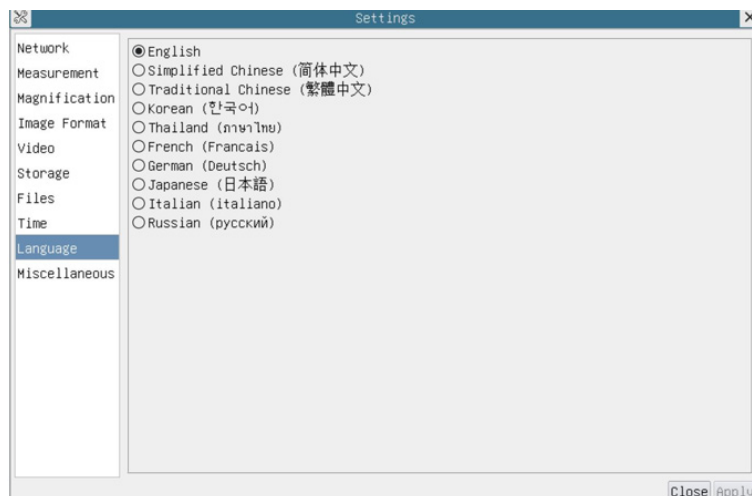 Settings
Network
Measurement
Magnification
Image Format
Video
Storage
Files
Time
Language
Miscellaneous
English
Simplified Chinese (简体中文)
Traditional Chinese (繁體中文)
Korean (한국어)
Thailand (ภาษาไทย)
French (Francais)
German (Deutsch)
Japanese (日本語)
Italian (italiano)
Russian (русский)
Close Apply